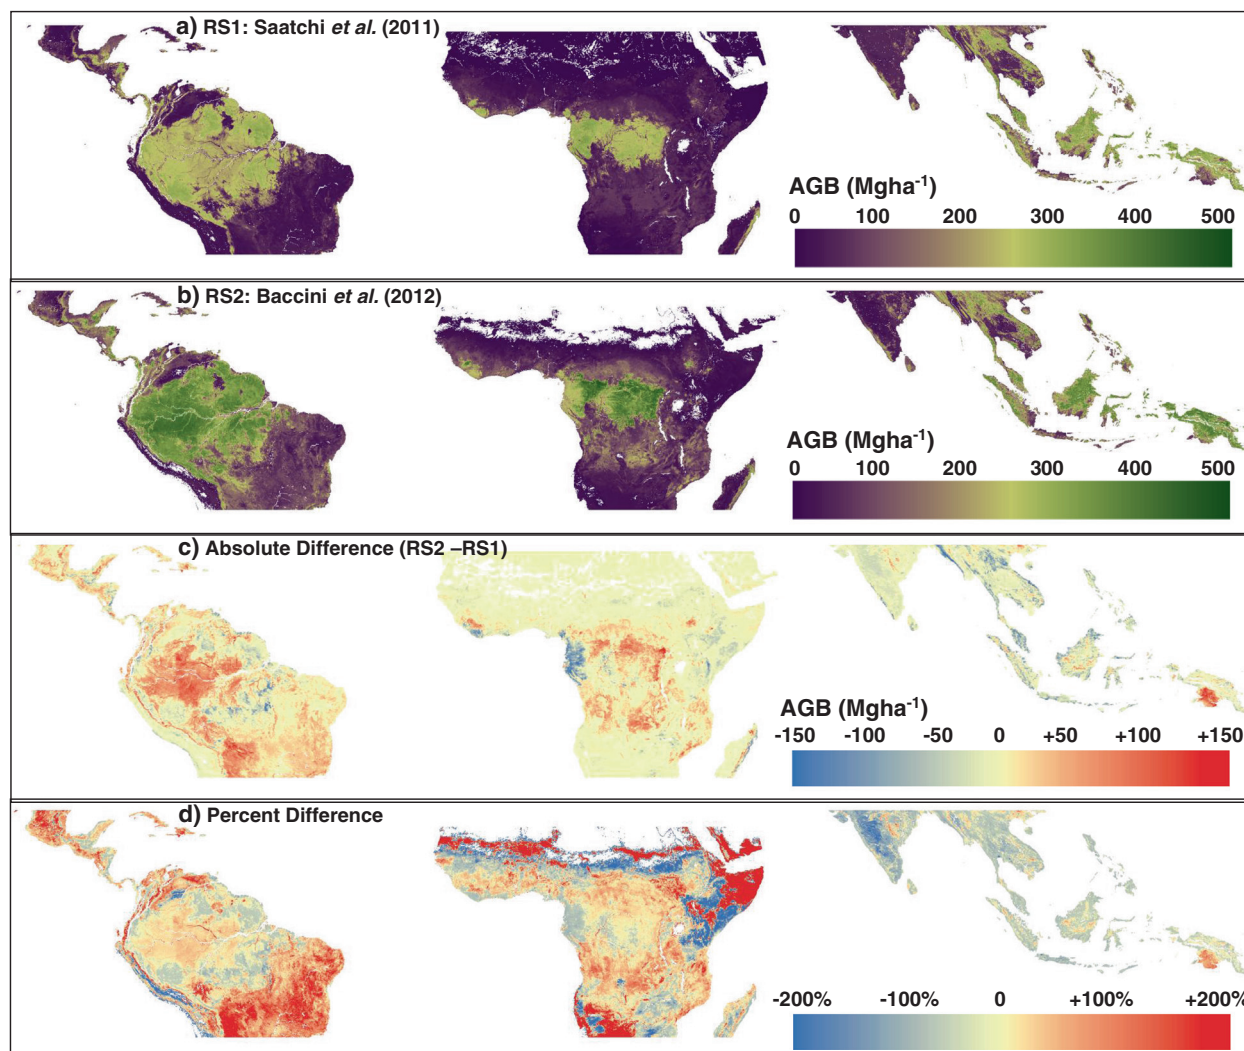 a) RS1: Saatchi et al. (2011)
AGB (Mgha⁻¹)
0 100 200 300 400 500
b) RS2: Baccini et al. (2012)
AGB (Mgha⁻¹)
0 100 200 300 400 500
c) Absolute Difference (RS2 –RS1)
AGB (Mgha⁻¹)
-150 -100 -50 0 +50 +100 +150
d) Percent Difference
-200% -100% 0 +100% +200%